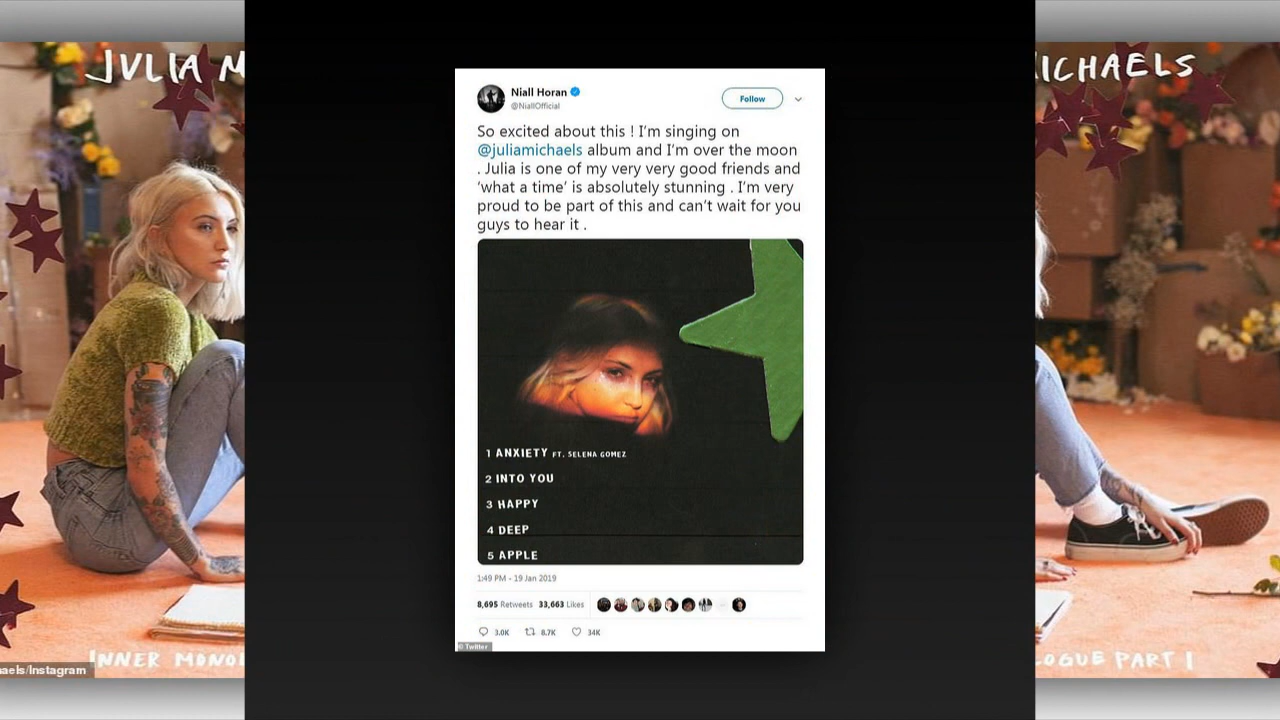 JULIA M
ICHAELS
Niall Horan
@NiallOfficial
Follow
So excited about this ! I'm singing on
@juliamichaels album and I'm over the moon
. Julia is one of my very very good friends and
'what a time' is absolutely stunning . I'm very
proud to be part of this and can't wait for you
guys to hear it .
1 ANXIETY FT. SELENA GOMEZ
2 INTO YOU
3 HAPPY
4 DEEP
5 APPLE
1:49 PM - 19 Jan 2019
8,695 Retweets 33,663 Likes
3.0K 8.7K 34K
© Twitter
INNER MONO
LOGUE PART I
aels/Instagram